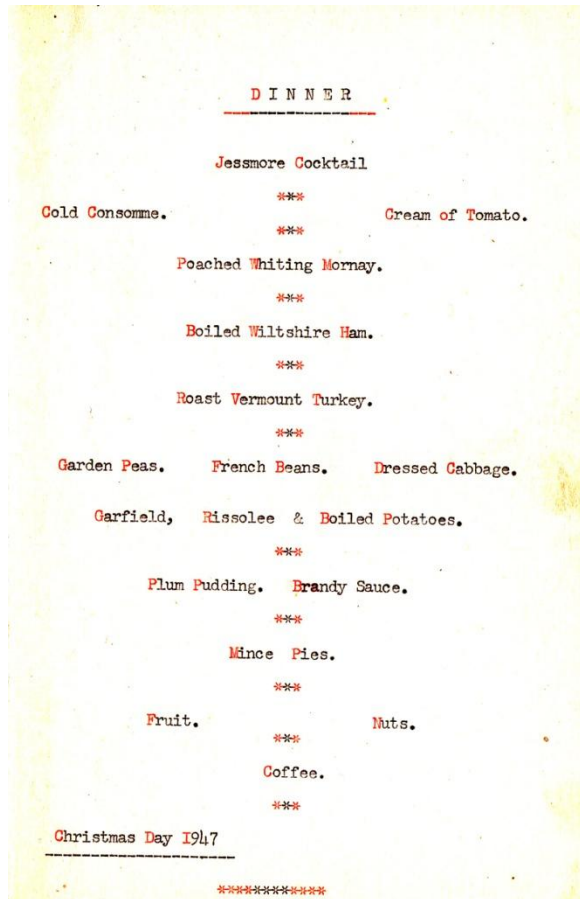 DINNER
Jessmore Cocktail
***
Cold Consomme. Cream of Tomato.
***
Poached Whiting Mornay.
***
Boiled Wiltshire Ham.
***
Roast Vermount Turkey.
***
Garden Peas. French Beans. Dressed Cabbage.
Garfield, Rissolee & Boiled Potatoes.
***
Plum Pudding. Brandy Sauce.
***
Mince Pies.
***
Fruit. Nuts.
***
Coffee.
***
Christmas Day 1947
************